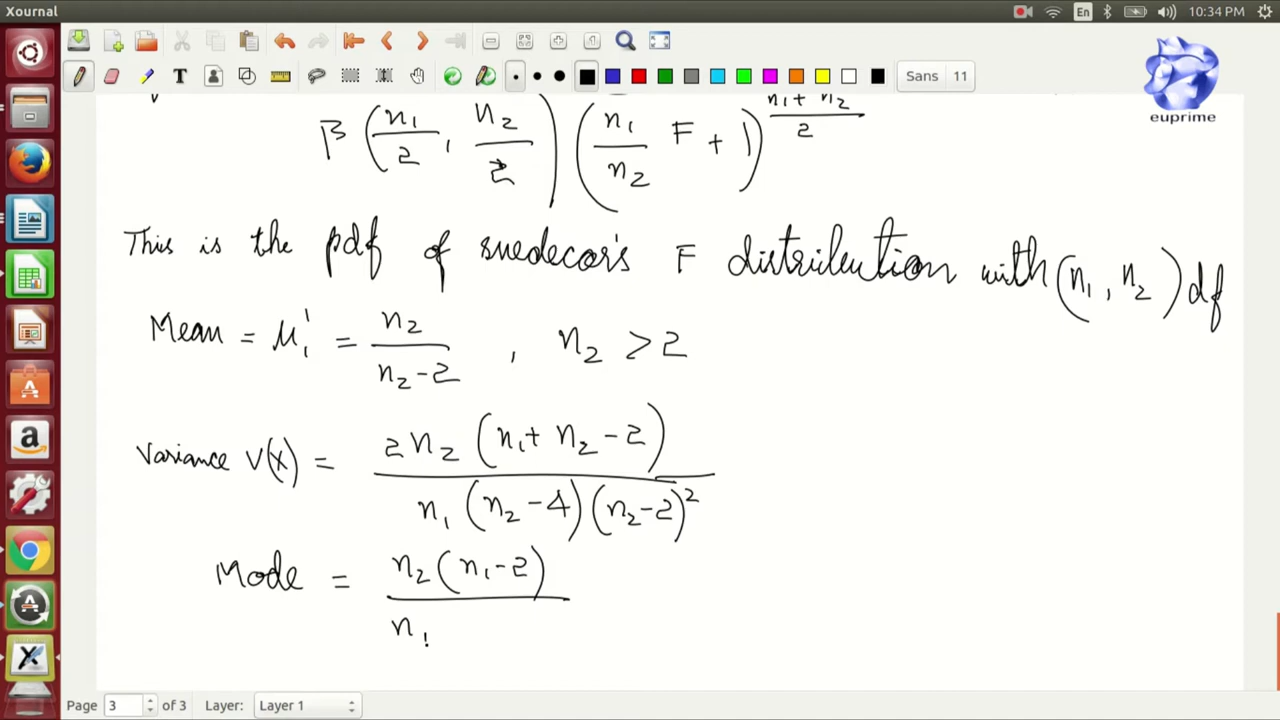 Xournal En 10:34 PM
Sans 11
euprime
β (n₁/2, n₂/2) (n₁/n₂ F + 1)^((n₁+n₂)/2)
This is the pdf of snedecor's F distribution with (n₁, n₂) df
Mean = μ₁' = n₂/(n₂-2) , n₂ > 2
Variance V(X) = 2n₂(n₁+n₂-2) / n₁(n₂-4)(n₂-2)²
Mode = n₂(n₁-2) / n₁
Page 3 of 3 Layer: Layer 1